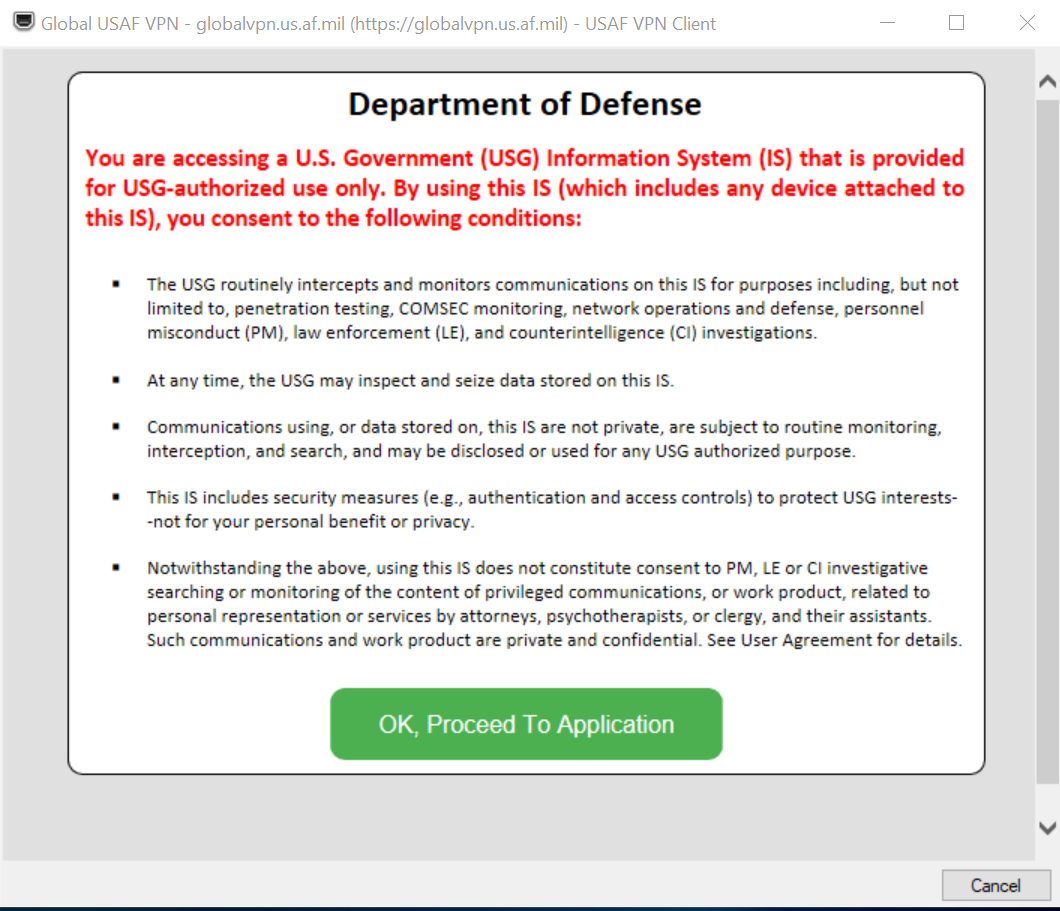 Global USAF VPN - globalvpn.us.af.mil (https://globalvpn.us.af.mil) - USAF VPN Client
Department of Defense
You are accessing a U.S. Government (USG) Information System (IS) that is provided
for USG-authorized use only. By using this IS (which includes any device attached to
this IS), you consent to the following conditions:
▪ The USG routinely intercepts and monitors communications on this IS for purposes including, but not
limited to, penetration testing, COMSEC monitoring, network operations and defense, personnel
misconduct (PM), law enforcement (LE), and counterintelligence (CI) investigations.
▪ At any time, the USG may inspect and seize data stored on this IS.
▪ Communications using, or data stored on, this IS are not private, are subject to routine monitoring,
interception, and search, and may be disclosed or used for any USG authorized purpose.
▪ This IS includes security measures (e.g., authentication and access controls) to protect USG interests-
-not for your personal benefit or privacy.
▪ Notwithstanding the above, using this IS does not constitute consent to PM, LE or CI investigative
searching or monitoring of the content of privileged communications, or work product, related to
personal representation or services by attorneys, psychotherapists, or clergy, and their assistants.
Such communications and work product are private and confidential. See User Agreement for details.
OK, Proceed To Application
Cancel